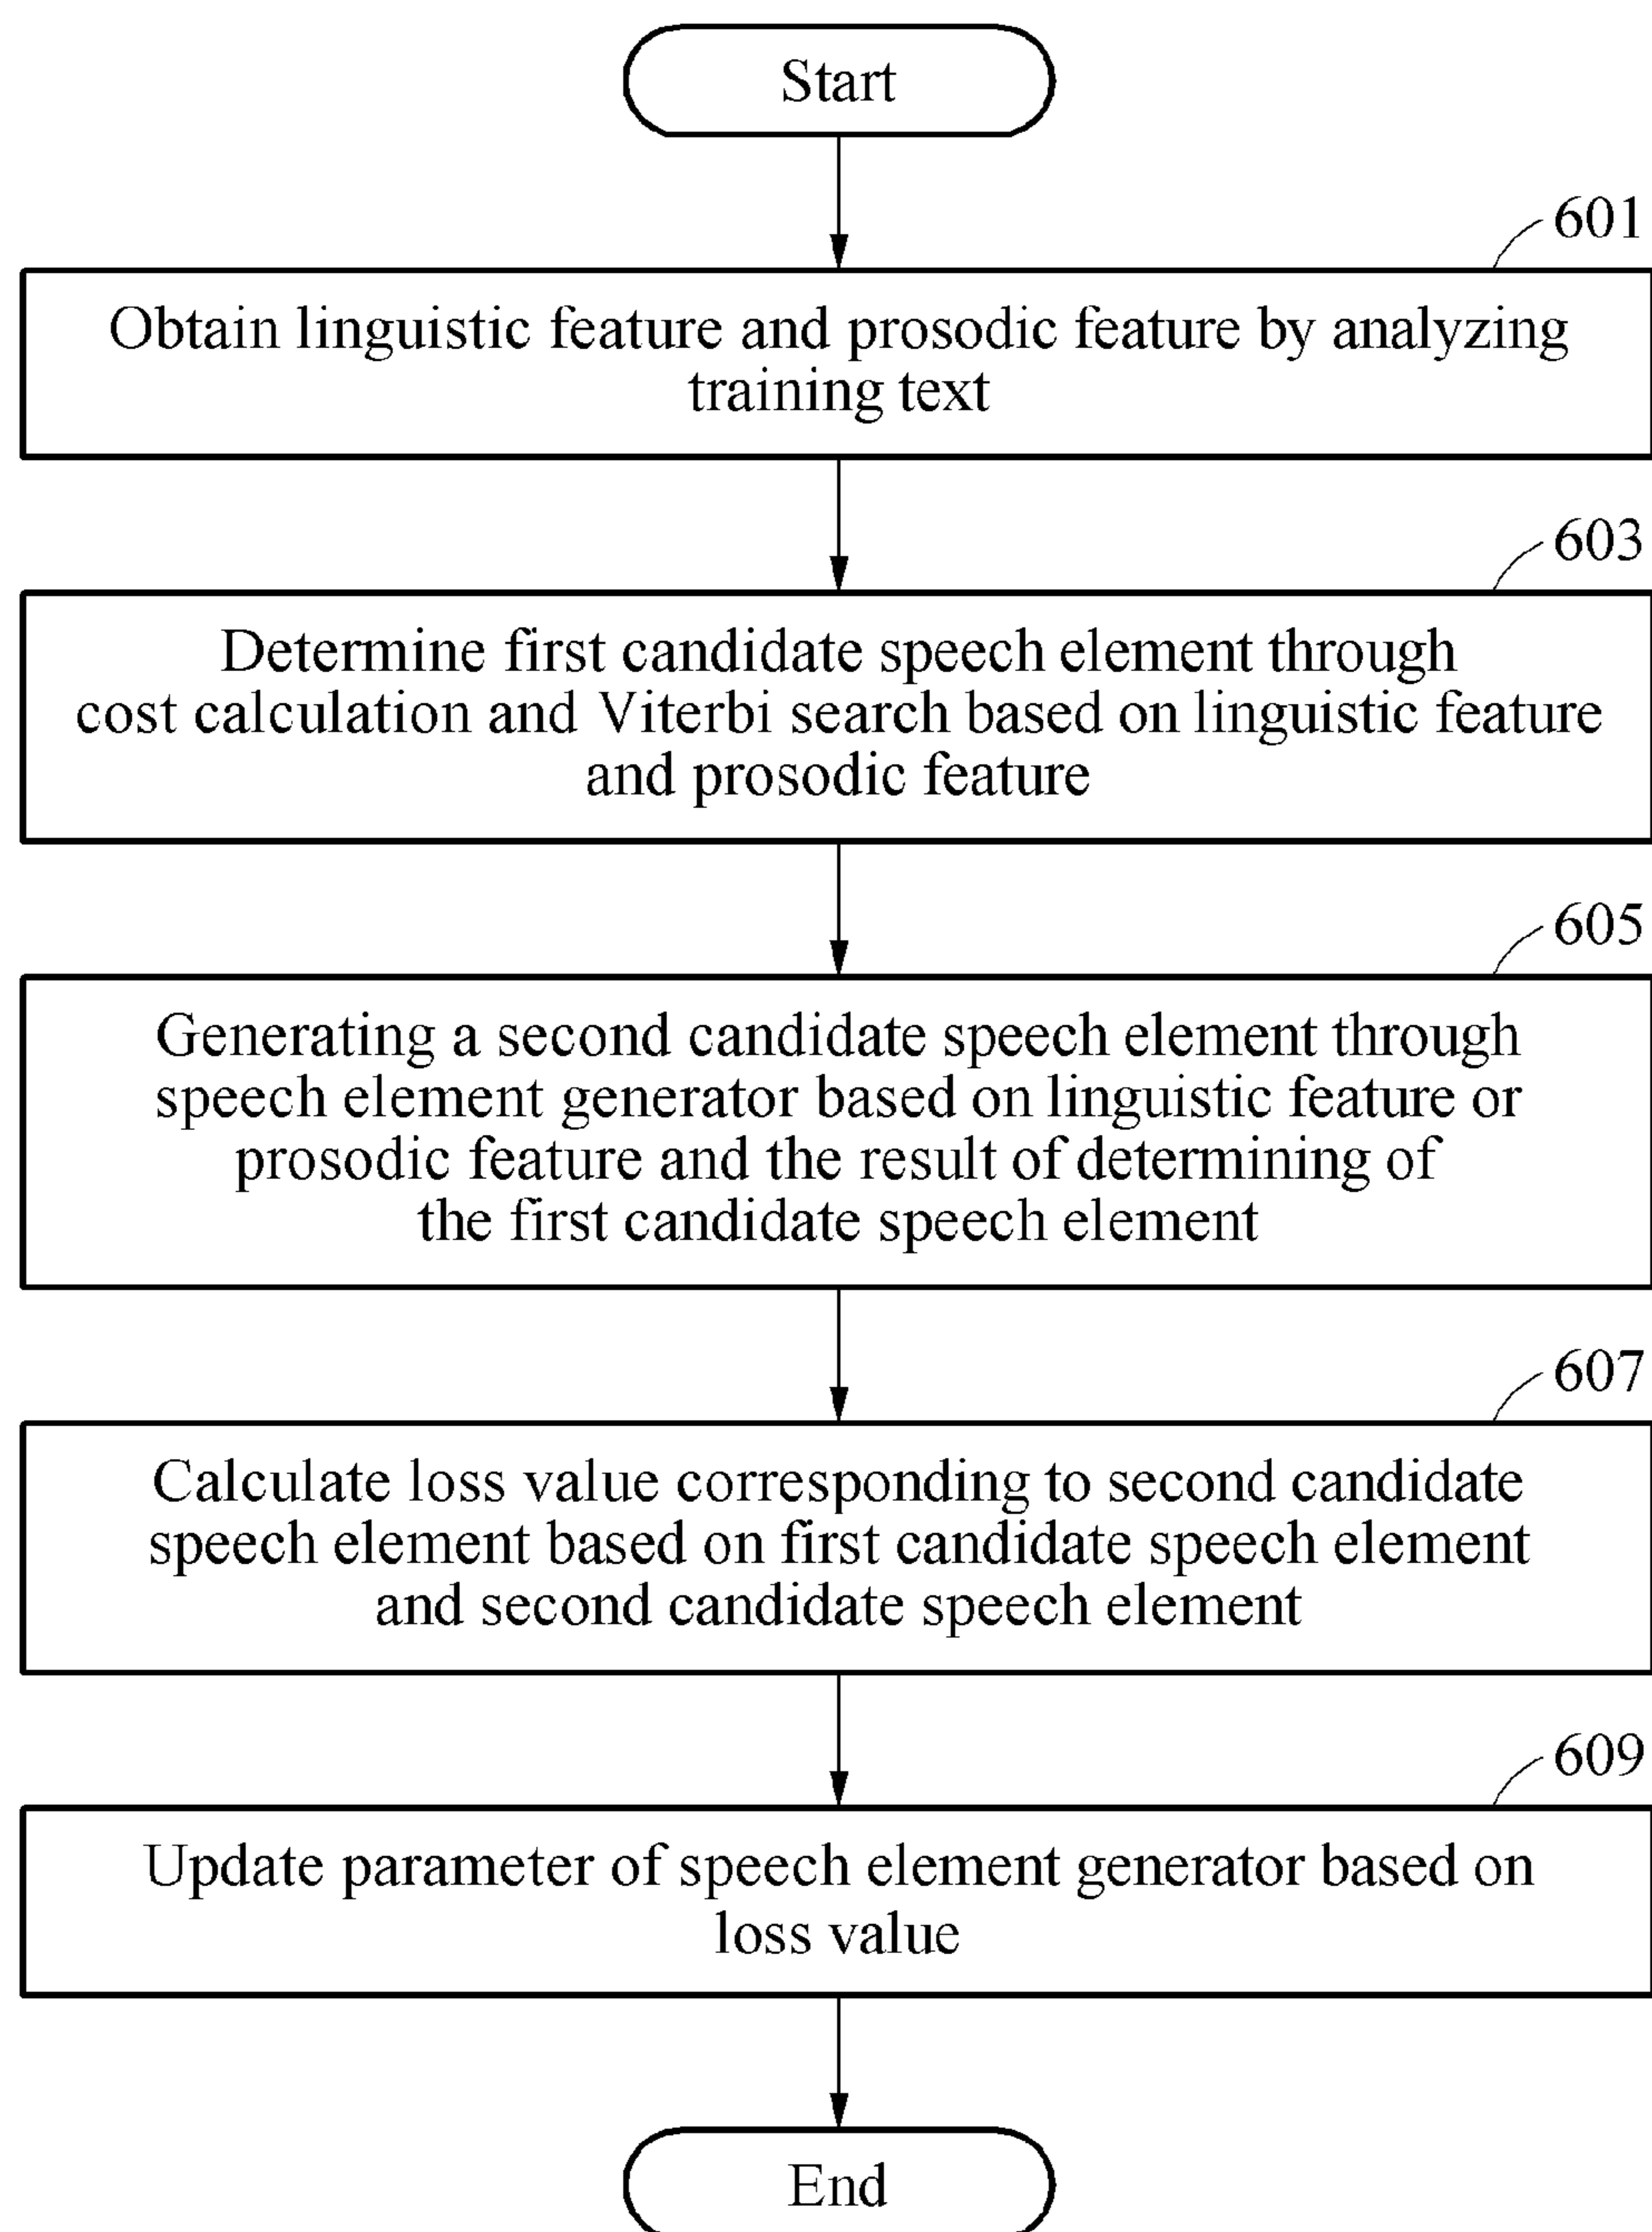 Start
601
Obtain linguistic feature and prosodic feature by analyzing
training text
603
Determine first candidate speech element through
cost calculation and Viterbi search based on linguistic feature
and prosodic feature
605
Generating a second candidate speech element through
speech element generator based on linguistic feature or
prosodic feature and the result of determining of
the first candidate speech element
607
Calculate loss value corresponding to second candidate
speech element based on first candidate speech element
and second candidate speech element
609
Update parameter of speech element generator based on
loss value
End